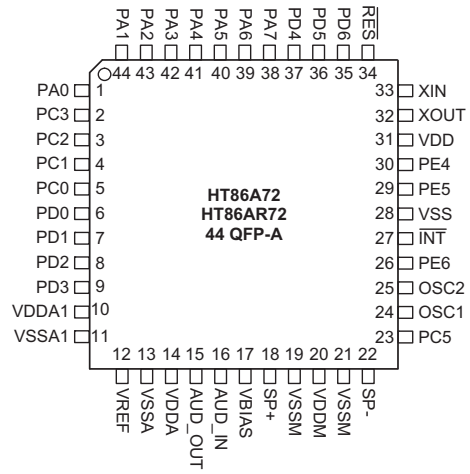 PA1 PA2 PA3 PA4 PA5 PA6 PA7 PD4 PD5 PD6 RES
44 43 42 41 40 39 38 37 36 35 34
PA0 1
PC3 2
PC2 3
PC1 4
PC0 5
PD0 6
PD1 7
PD2 8
PD3 9
VDDA1 10
VSSA1 11
HT86A72
HT86AR72
44 QFP-A
33 XIN
32 XOUT
31 VDD
30 PE4
29 PE5
28 VSS
27 INT
26 PE6
25 OSC2
24 OSC1
23 PC5
12 13 14 15 16 17 18 19 20 21 22
VREF VSSA VDDA AUD_OUT AUD_IN VBIAS SP+ VSSM VDDM VSSM SP-